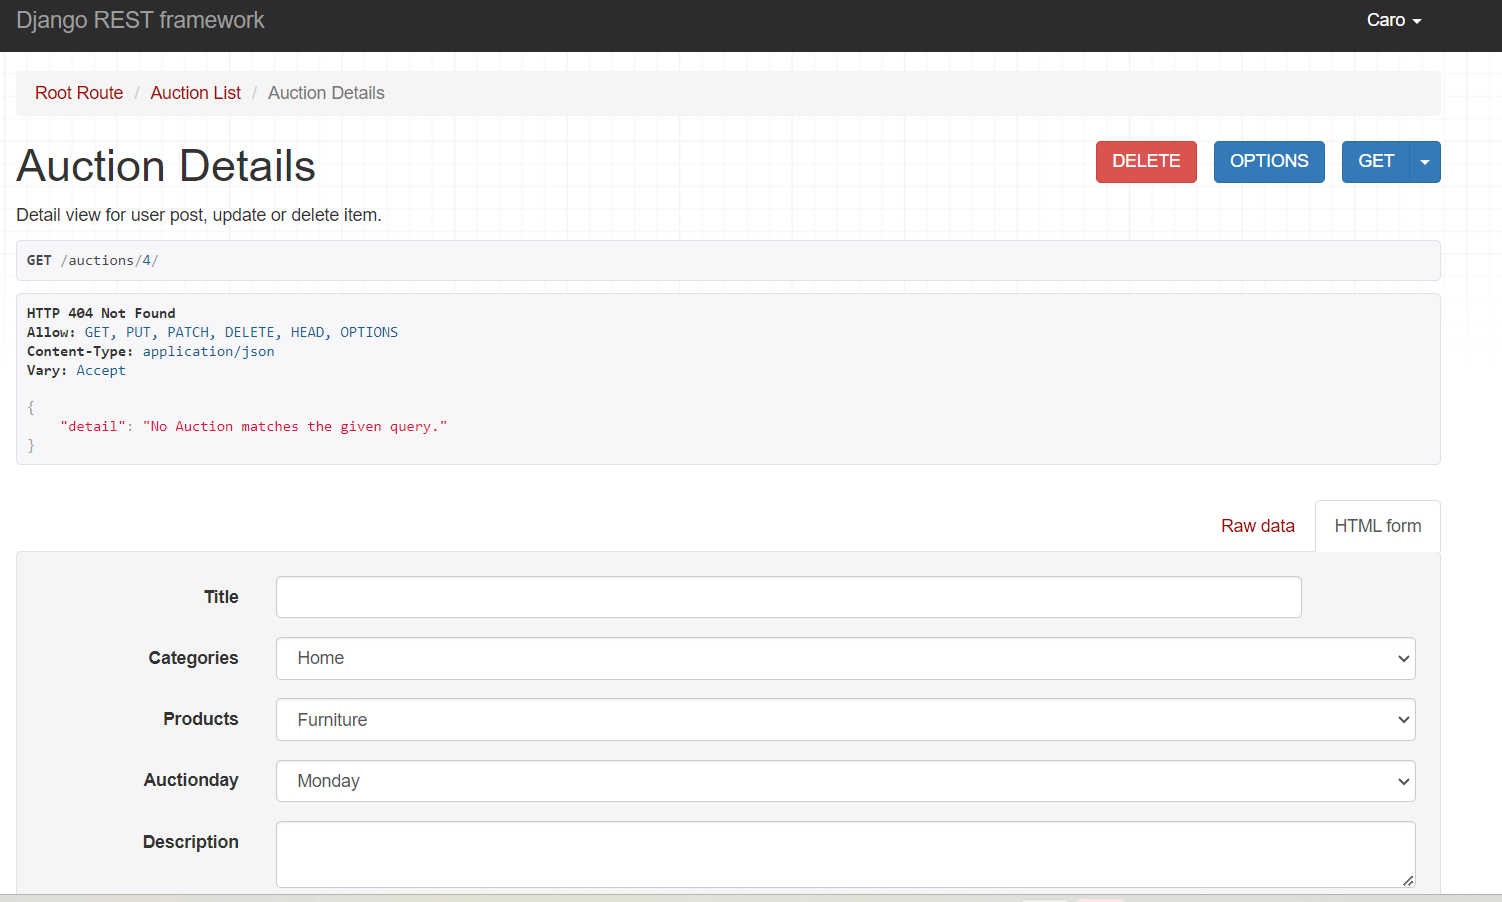 Django REST framework
Caro
Root Route / Auction List / Auction Details
Auction Details
DELETE
OPTIONS
GET
Detail view for user post, update or delete item.
GET /auctions/4/
HTTP 404 Not Found
Allow: GET, PUT, PATCH, DELETE, HEAD, OPTIONS
Content-Type: application/json
Vary: Accept
{
    "detail": "No Auction matches the given query."
}
Raw data
HTML form
Title
Categories
Home
Products
Furniture
Auctionday
Monday
Description